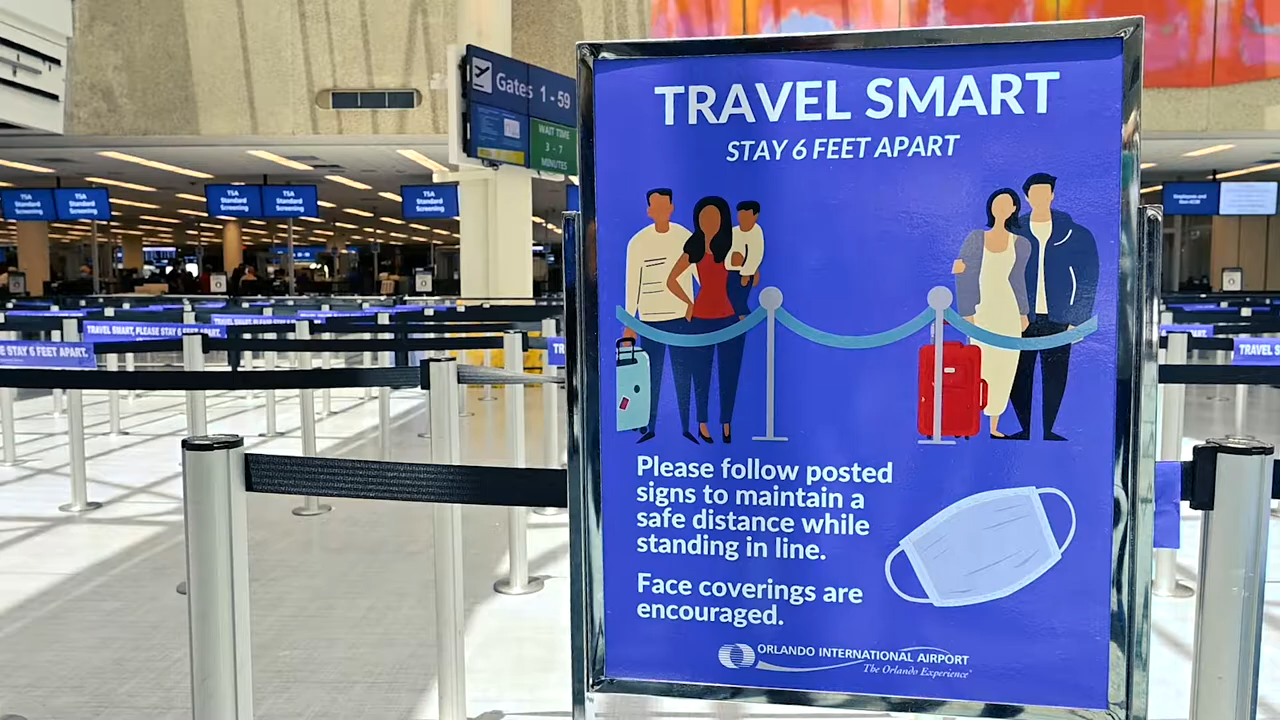 Gates 1 - 59
WAIT TIME
3 - 7
MINUTES
TSA
Standard
Screening
TSA
Standard
Screening
TSA
Standard
Screening
TSA
Standard
Screening
TSA
Standard
Screening
TRAVEL SMART, PLEASE STAY 6 FEET APART.
E STAY 6 FEET APART.
TR
TRAVEL SMART
STAY 6 FEET APART
Please follow posted
signs to maintain a
safe distance while
standing in line.
Face coverings are
encouraged.
ORLANDO INTERNATIONAL AIRPORT
The Orlando Experience
Employees and
TRAVEL S